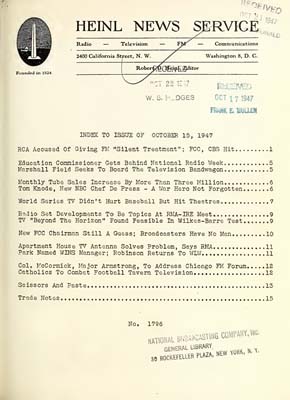 HEINL NEWS SERVICE
Radio — Television — FM — Communications
2400 California Street, N. W. Washington 8, D. C.
Robert D. Heinl, Editor
Founded in 1924
RECEIVED
OCT 1947
W. S. HEDGES
RECEIVED
OCT 17 1947
FRANK E. MULLEN
INDEX TO ISSUE OF OCTOBER 15, 1947
RCA Accused Of Giving FM "Silent Treatment"; FCC, CBS Hit.........1
Education Commissioner Gets Behind National Radio Week............5
Marshall Field Seeks To Board The Television Bandwagon............5
Monthly Tube Sales Increase By More Than Three Million............6
Tom Knode, New NBC Chief De Presse - A War Hero Not Forgotten.....6
World Series TV Didn't Hurt Baseball But Hit Theatres.............7
Radio Set Developments To Be Topics At RMA-IRE Meet...............9
TV "Beyond The Horizon" Found Feasible In Wilkes-Barre Test.......9
New FCC Chairman Still A Guess; Broadcasters Have No Man.........10
Apartment House TV Antenna Solves Problem, Says RMA..............11
Park Named WINS Manager; Robinson Returns To WLW.................11
Col. McCormick, Major Armstrong, To Address Chicago FM Forum.....12
Catholics To Combat Football Tavern Television...................12
Scissors And Paste...............................................13
Trade Notes......................................................15
No. 1796
NATIONAL BROADCASTING COMPANY, INC.
GENERAL LIBRARY
30 ROCKEFELLER PLAZA, NEW YORK, N. Y.